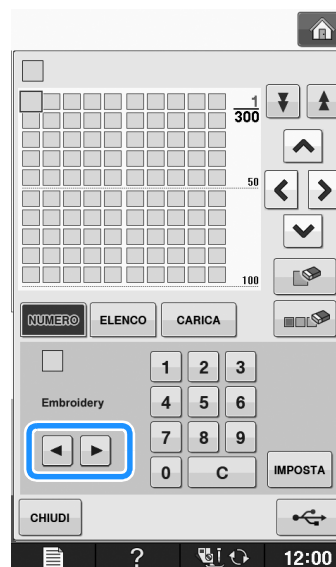 1
300
50
100
NUMERO ELENCO CARICA
Embroidery
1 2 3
4 5 6
7 8 9
0 C
IMPOSTA
CHIUDI
? 12:00